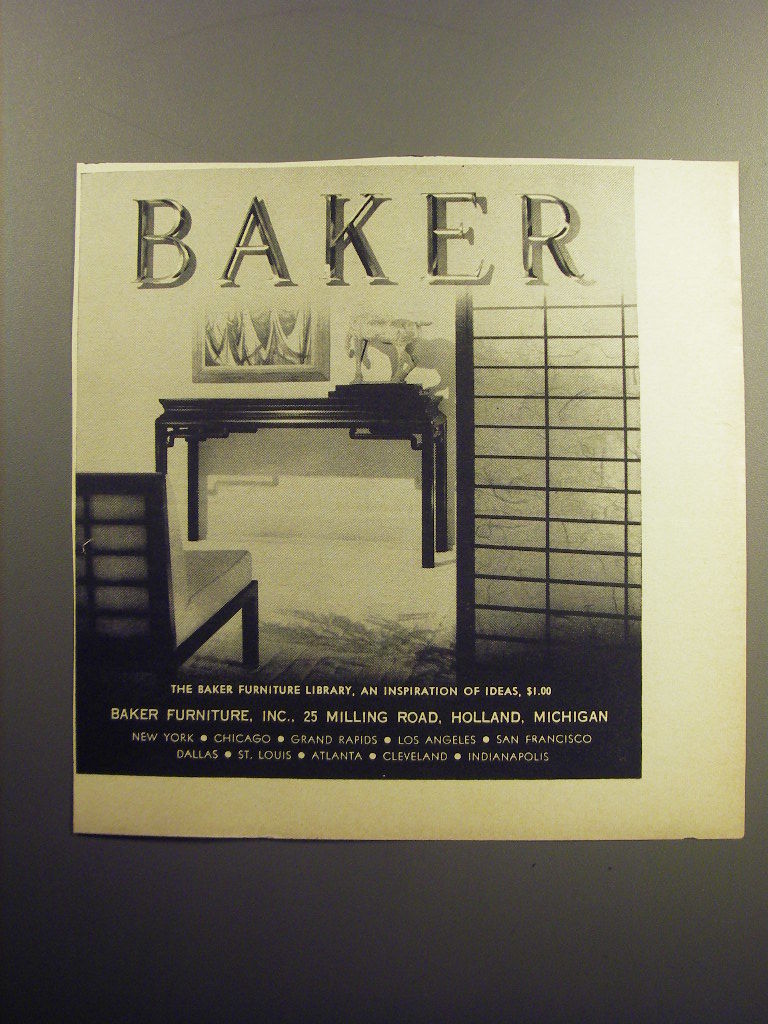 BAKER
THE BAKER FURNITURE LIBRARY, AN INSPIRATION OF IDEAS, $1.00
BAKER FURNITURE, INC., 25 MILLING ROAD, HOLLAND, MICHIGAN
NEW YORK ● CHICAGO ● GRAND RAPIDS ● LOS ANGELES ● SAN FRANCISCO
DALLAS ● ST. LOUIS ● ATLANTA ● CLEVELAND ● INDIANAPOLIS